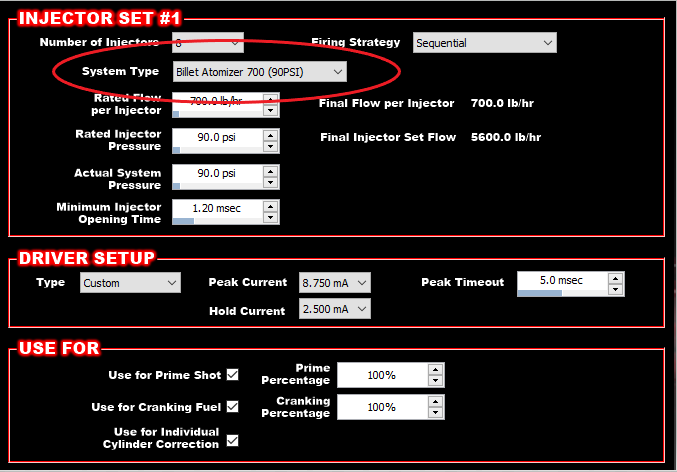 INJECTOR SET #1
Number of Injectors 8 Firing Strategy Sequential
System Type Billet Atomizer 700 (90PSI)
Rated Flow
per Injector 700.0 lb/hr Final Flow per Injector 700.0 lb/hr
Rated Injector
Pressure 90.0 psi Final Injector Set Flow 5600.0 lb/hr
Actual System
Pressure 90.0 psi
Minimum Injector
Opening Time 1.20 msec
DRIVER SETUP
Type Custom Peak Current 8.750 mA Peak Timeout 5.0 msec
Hold Current 2.500 mA
USE FOR
Use for Prime Shot Prime
Percentage 100%
Use for Cranking Fuel Cranking
Percentage 100%
Use for Individual
Cylinder Correction